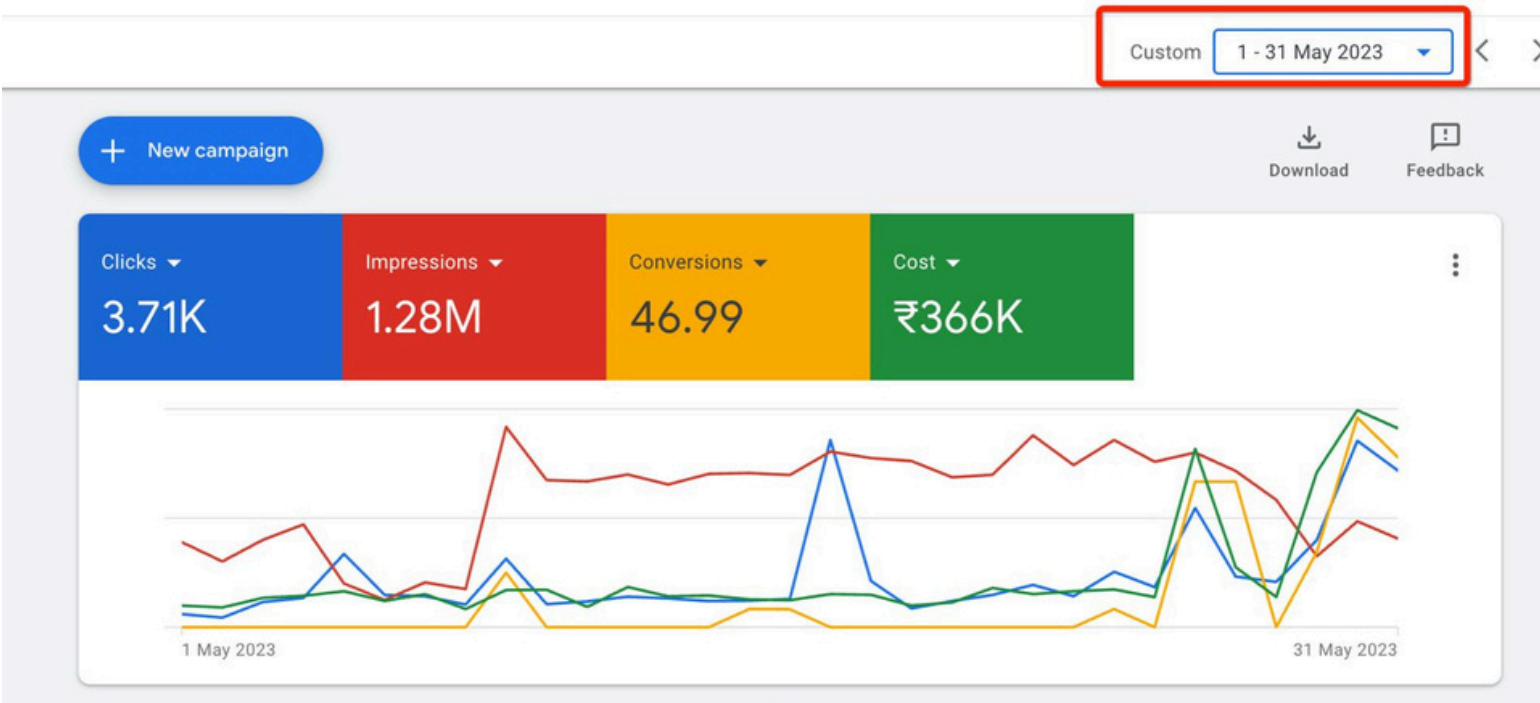 Custom 1 - 31 May 2023
New campaign
Download Feedback
Clicks Impressions Conversions Cost
3.71K 1.28M 46.99 ₹366K
1 May 2023 31 May 2023